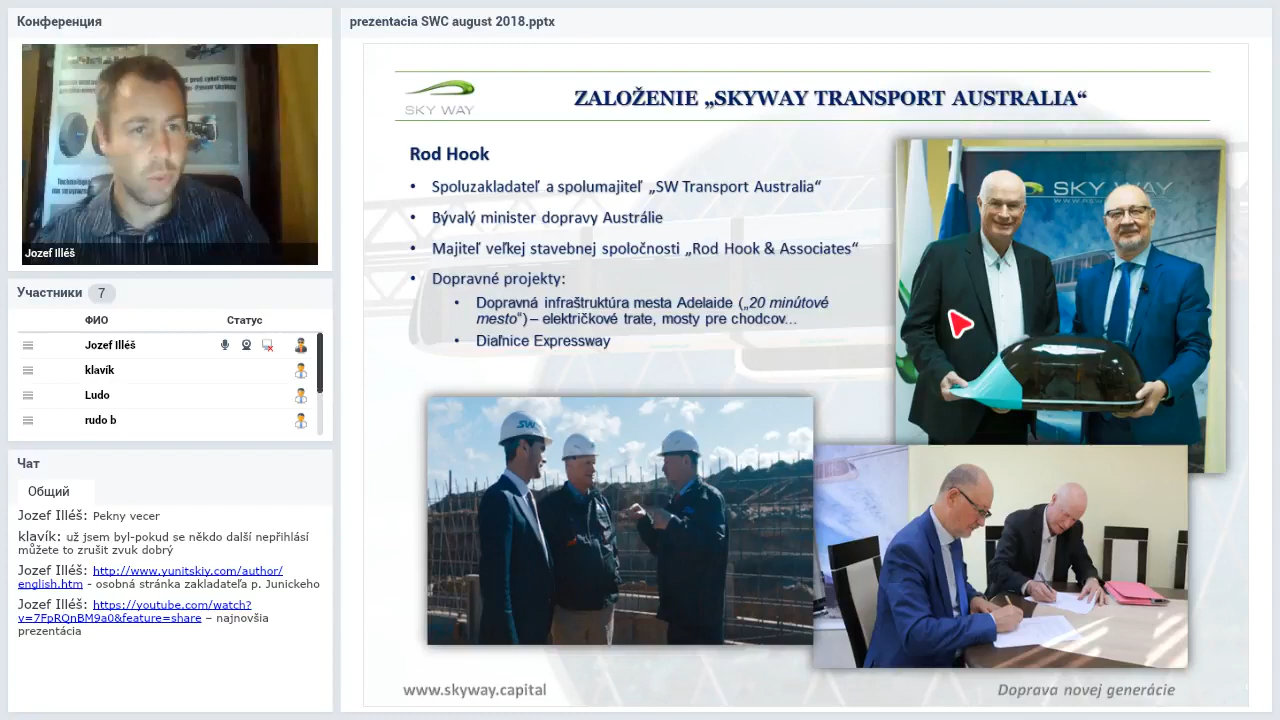 Конференция
Jozef Illéš
Участники 7
ФИО Статус
Jozef Illéš
klavík
Ludo
rudo b
Чат
Общий
Jozef Illéš: Pekny vecer
klavík: už jsem byl-pokud se někdo další nepřihlásí
můžete to zrušit zvuk dobrý
Jozef Illéš: http://www.yunitskiy.com/author/
english.htm - osobná stránka zakladateľa p. Junickeho
Jozef Illéš: https://youtube.com/watch?
v=7FpRQnBM9a0&feature=share – najnovšia
prezentácia
prezentacia SWC august 2018.pptx
SKY WAY
ZALOŽENIE „SKYWAY TRANSPORT AUSTRALIA“
Rod Hook
• Spoluzakladateľ a spolumajiteľ „SW Transport Australia“
• Bývalý minister dopravy Austrálie
• Majiteľ veľkej stavebnej spoločnosti „Rod Hook & Associates“
• Dopravné projekty:
• Dopravná infraštruktúra mesta Adelaide („20 minútové
mesto“) – električkové trate, mosty pre chodcov...
• Diaľnice Expressway
SKY WAY
SW
www.skyway.capital
Doprava novej generácie